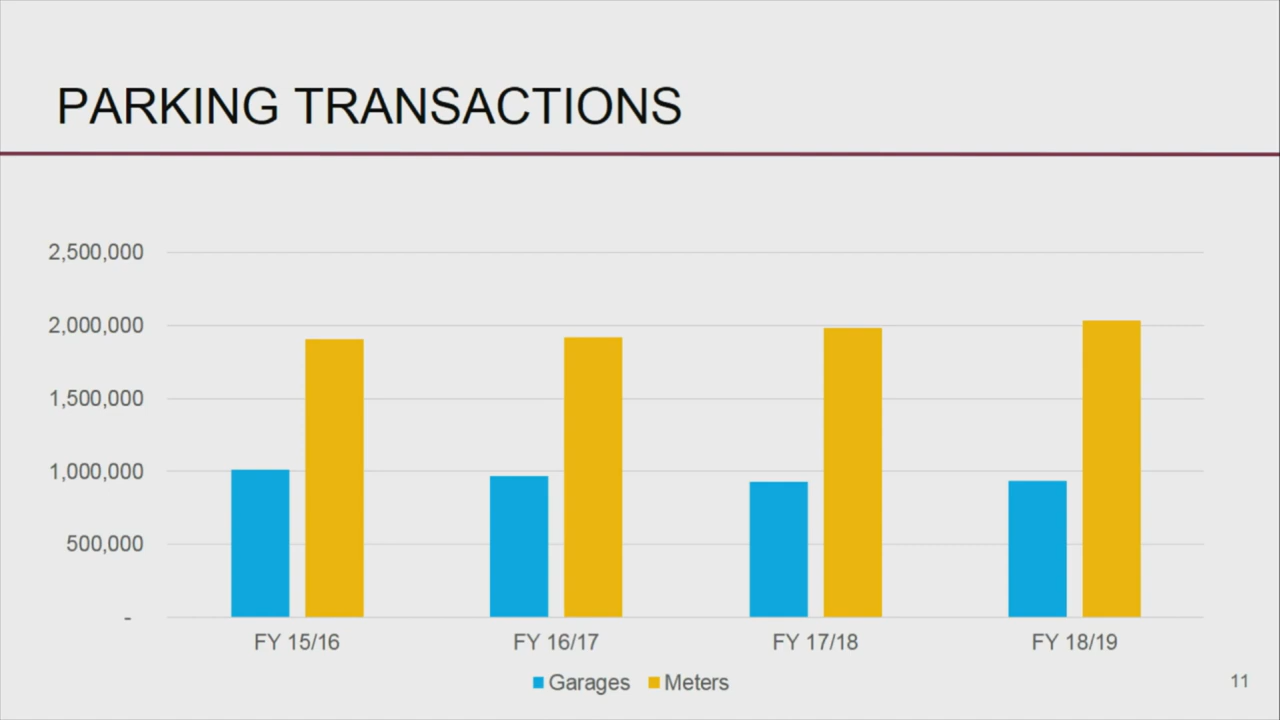 PARKING TRANSACTIONS
2,500,000
2,000,000
1,500,000
1,000,000
500,000
-
FY 15/16 FY 16/17 FY 17/18 FY 18/19
Garages Meters
11